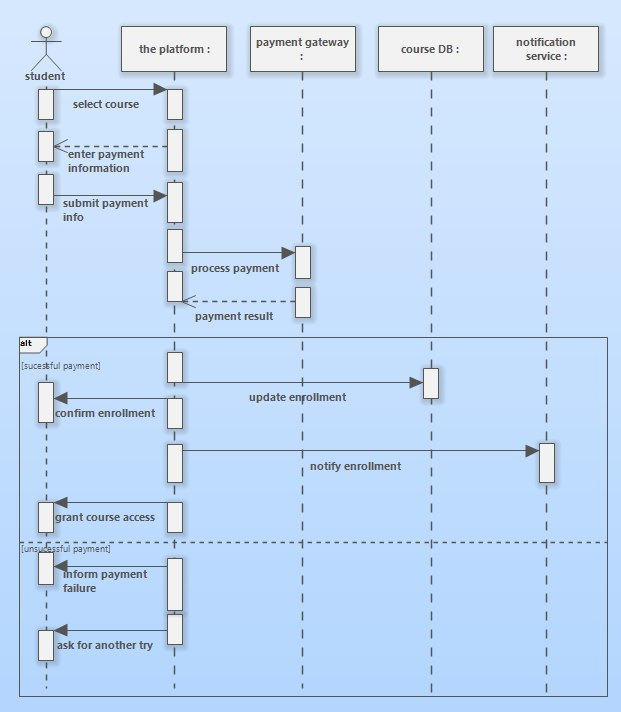 student
the platform :
payment gateway
:
course DB :
notification
service :
select course
enter payment
information
submit payment
info
process payment
payment result
alt
[sucessful payment]
update enrollment
confirm enrollment
notify enrollment
grant course access
[unsucessful payment]
inform payment
failure
ask for another try